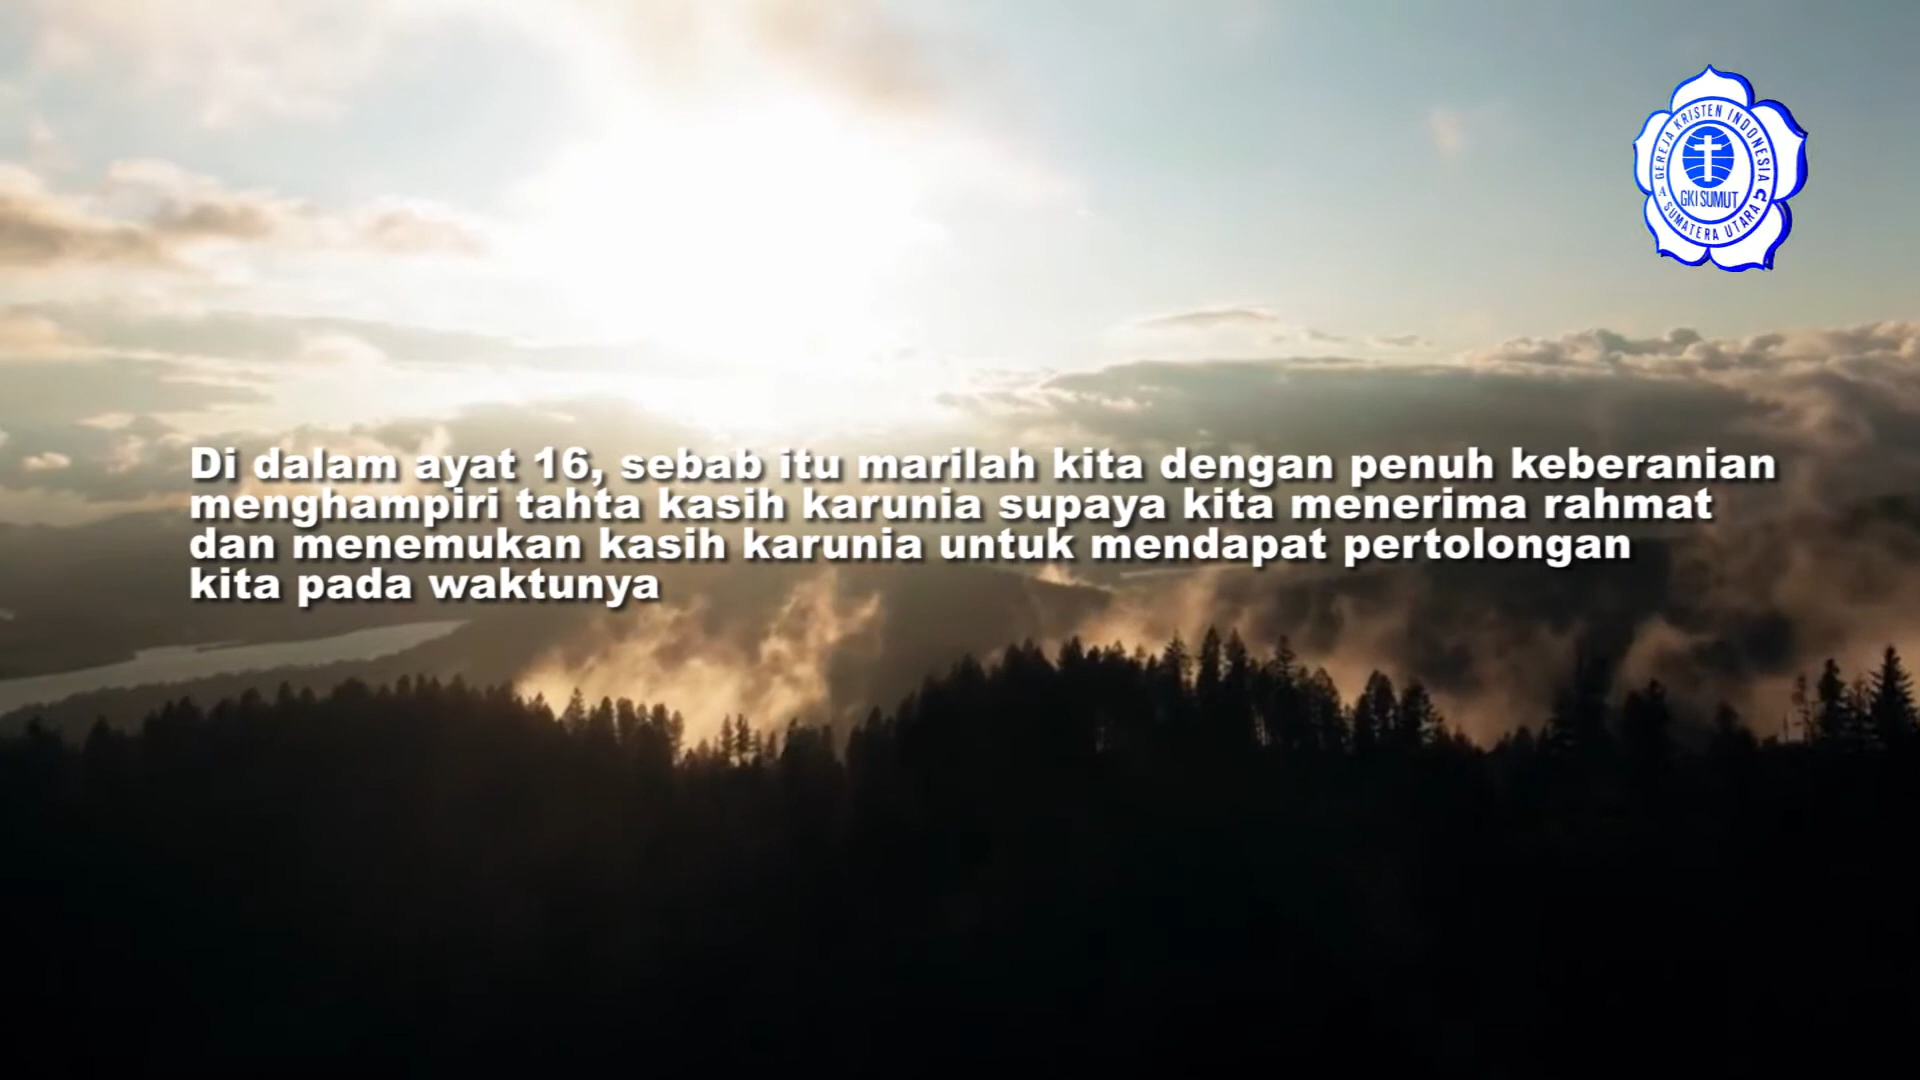 GEREJA KRISTEN INDONESIA
GKI SUMUT
SUMATERA UTARA
Di dalam ayat 16, sebab itu marilah kita dengan penuh keberanian
menghampiri tahta kasih karunia supaya kita menerima rahmat
dan menemukan kasih karunia untuk mendapat pertolongan
kita pada waktunya